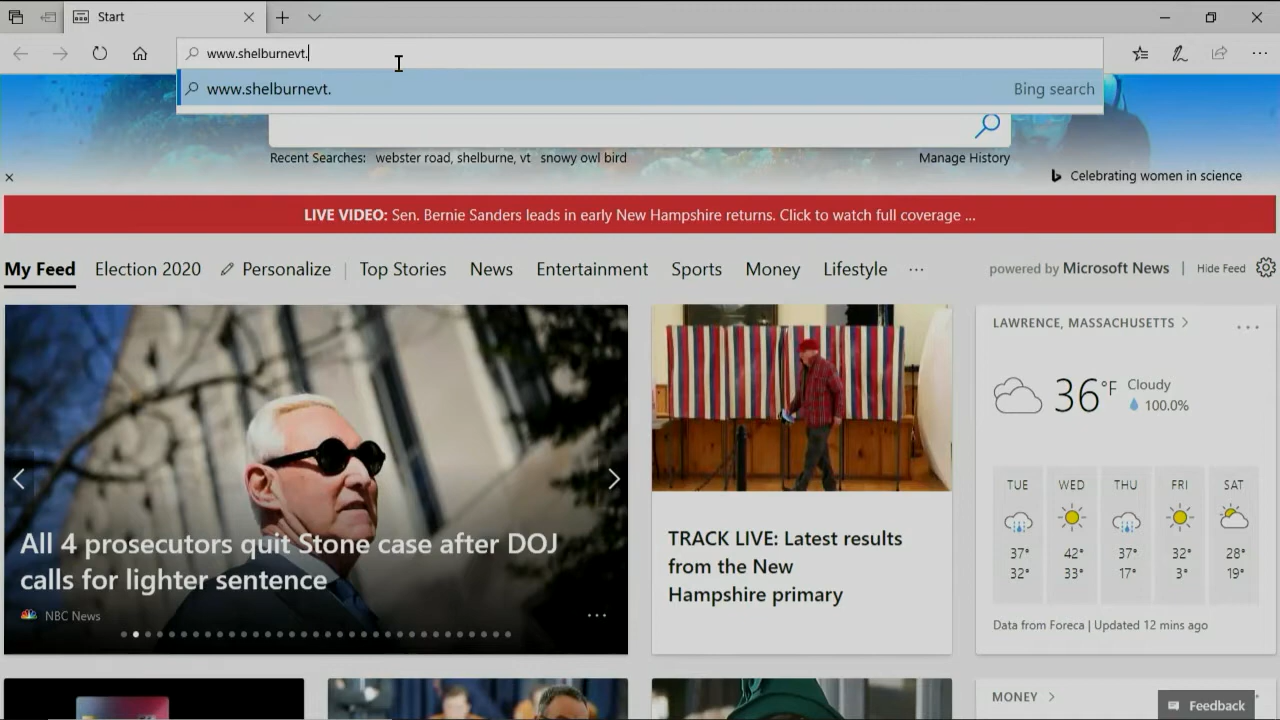 Start
www.shelburnevt.
www.shelburnevt. Bing search
Recent Searches: webster road, shelburne, vt snowy owl bird Manage History
Celebrating women in science
LIVE VIDEO: Sen. Bernie Sanders leads in early New Hampshire returns. Click to watch full coverage ...
My Feed Election 2020 Personalize Top Stories News Entertainment Sports Money Lifestyle ... powered by Microsoft News Hide Feed
All 4 prosecutors quit Stone case after DOJ
calls for lighter sentence
NBC News
TRACK LIVE: Latest results
from the New
Hampshire primary
LAWRENCE, MASSACHUSETTS
36°F Cloudy
100.0%
TUE WED THU FRI SAT
37° 42° 37° 32° 28°
32° 33° 17° 3° 19°
Data from Foreca | Updated 12 mins ago
MONEY
Feedback